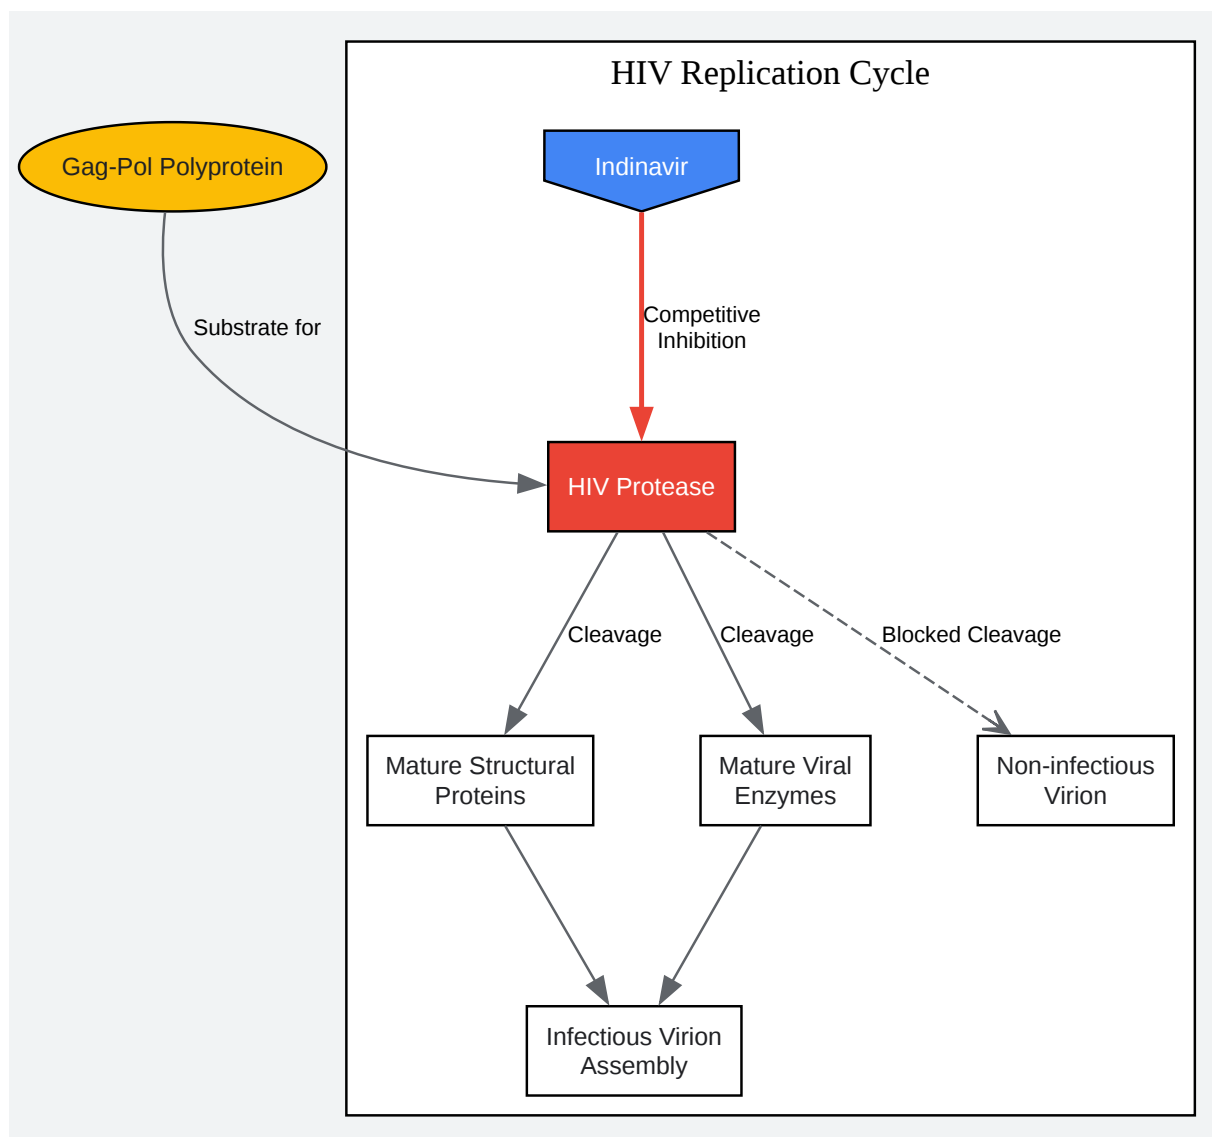 HIV Replication Cycle
Gag-Pol Polyprotein
Indinavir
Substrate for
Competitive
Inhibition
HIV Protease
Cleavage
Cleavage
Blocked Cleavage
Mature Structural
Proteins
Mature Viral
Enzymes
Non-infectious
Virion
Infectious Virion
Assembly